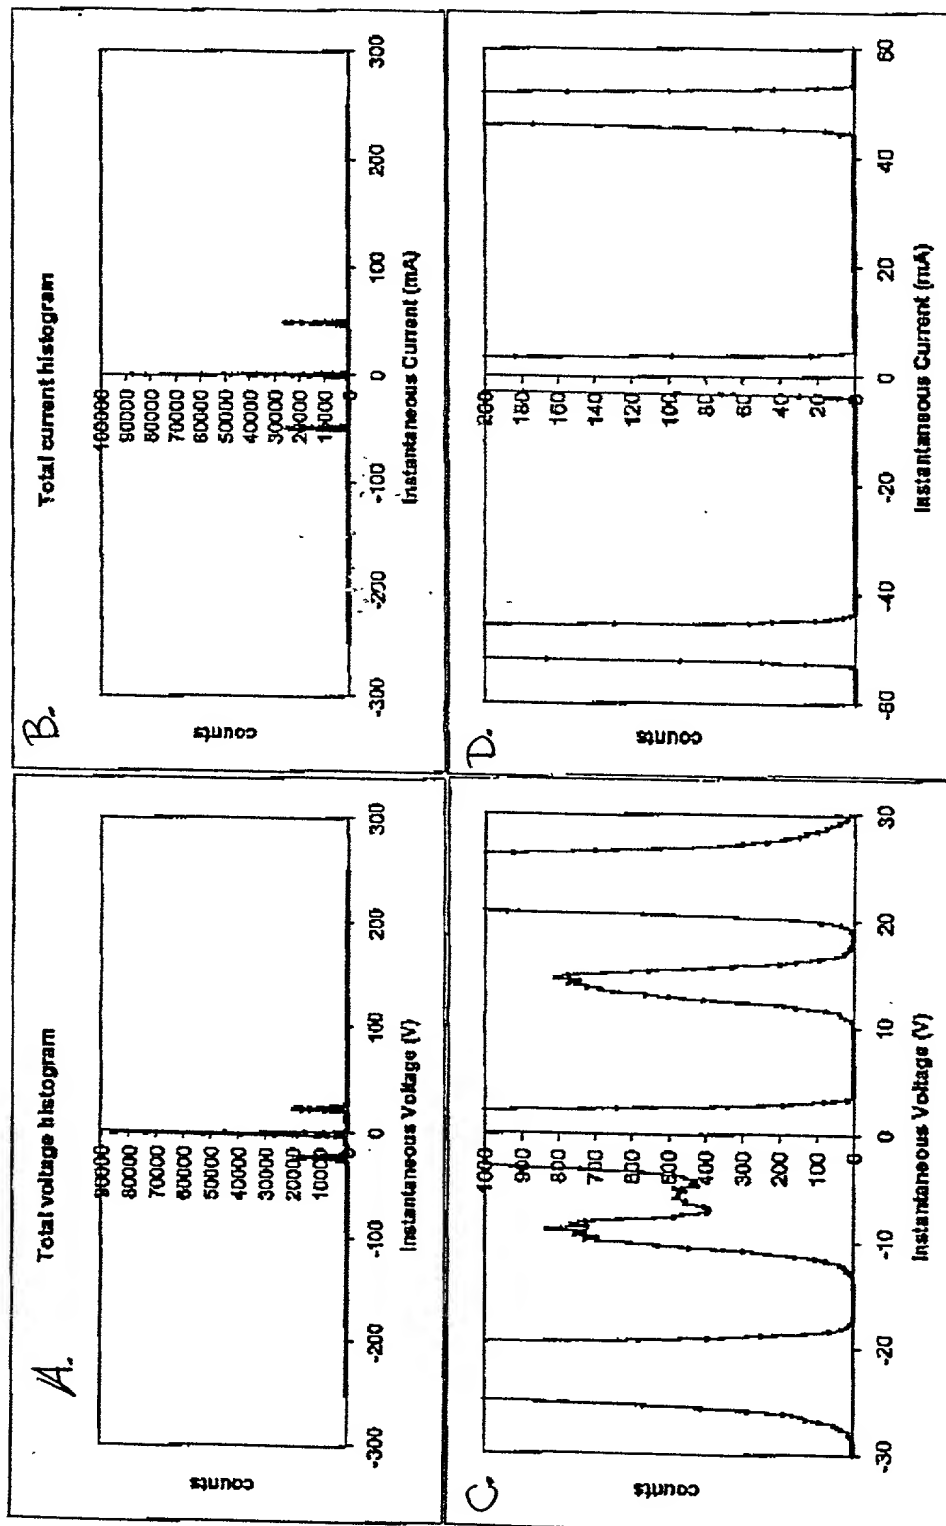 A.
Total voltage histogram
counts
90000
80000
70000
60000
50000
40000
30000
20000
10000
0
-300 -200 -100 0 100 200 300
Instantaneous Voltage (V)
B.
Total current histogram
counts
100000
90000
80000
70000
60000
50000
40000
30000
20000
10000
0
-300 -200 -100 0 100 200 300
Instantaneous Current (mA)
C.
counts
1000
900
800
700
600
500
400
300
200
100
0
-30 -20 -10 0 10 20 30
Instantaneous Voltage (V)
D.
counts
200
180
160
140
120
100
80
60
40
20
0
-60 -40 -20 0 20 40 60
Instantaneous Current (mA)